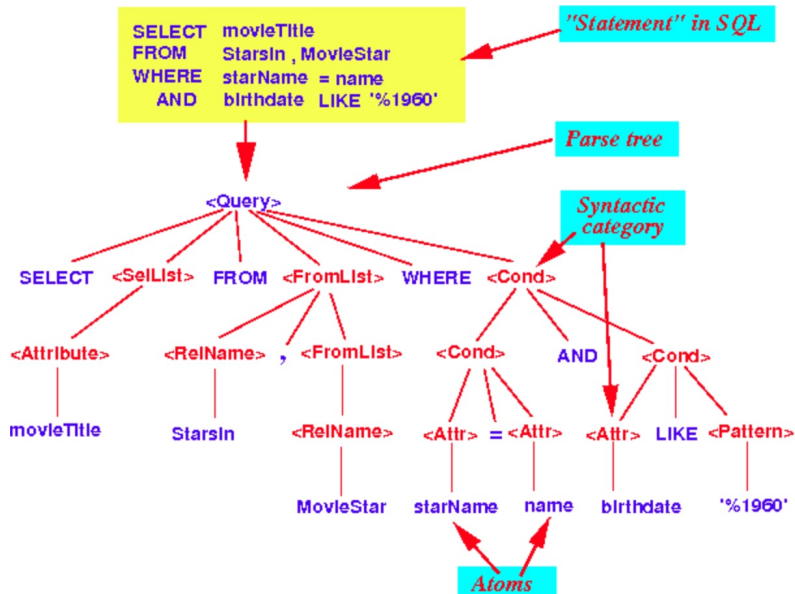 SELECT movieTitle
FROM StarsIn , MovieStar
WHERE starName = name
AND birthdate LIKE '%1960'
"Statement" in SQL
Parse tree
<Query>
Syntactic
category
SELECT <SelList> FROM <FromList> WHERE <Cond>
<Attribute> <RelName> , <FromList> <Cond> AND <Cond>
movieTitle StarsIn <RelName> <Attr> = <Attr> <Attr> LIKE <Pattern>
MovieStar starName name birthdate '%1960'
Atoms